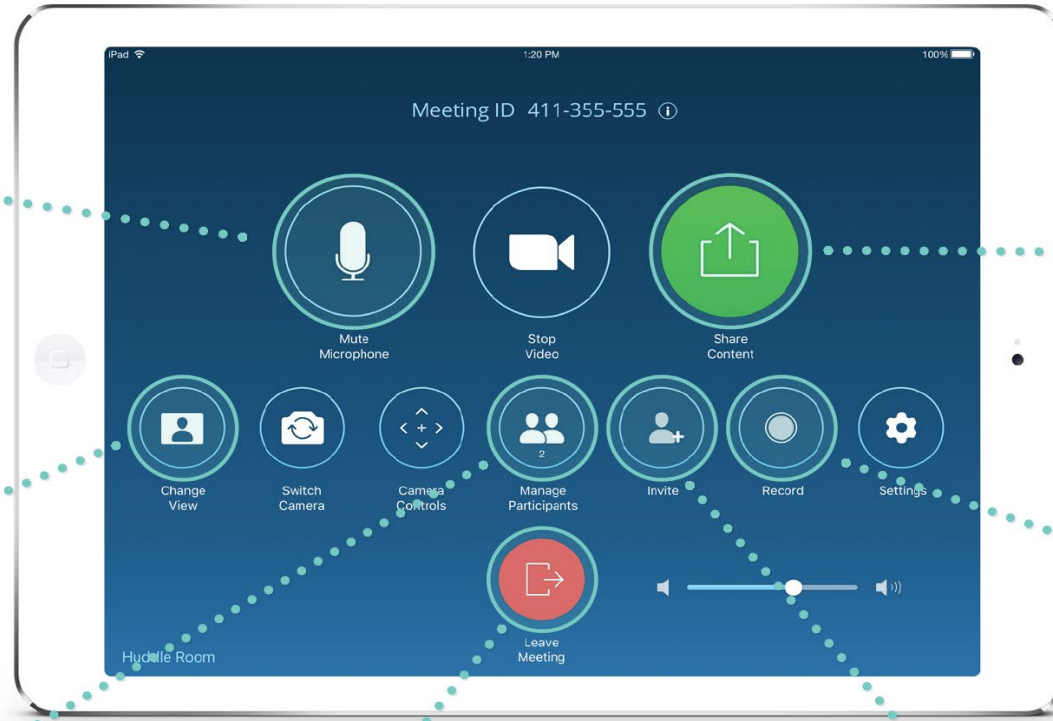 iPad
1:20 PM
100%
Meeting ID 411-355-555
Mute
Microphone
Stop
Video
Share
Content
Change
View
Switch
Camera
Camera
Controls
2
Manage
Participants
Invite
Record
Settings
Leave
Meeting
Huddle Room